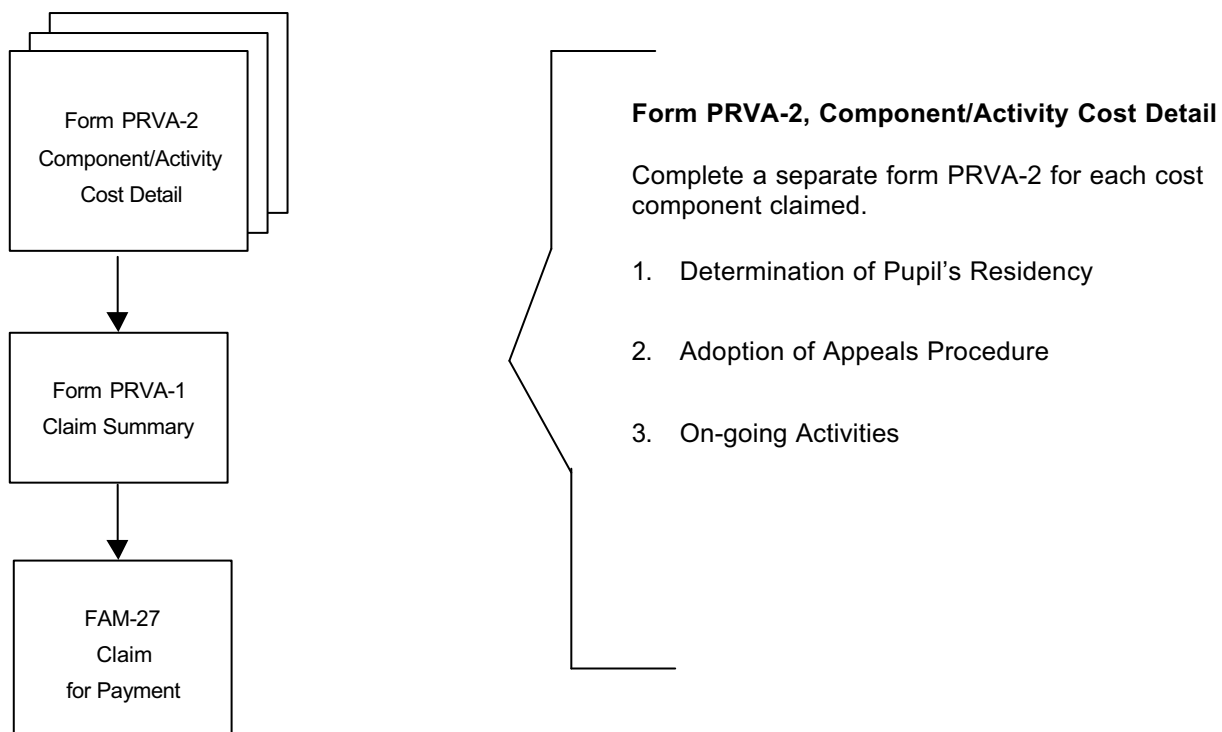 Form PRVA-2
Component/Activity
Cost Detail
Form PRVA-1
Claim Summary
FAM-27
Claim
for Payment
Form PRVA-2, Component/Activity Cost Detail
Complete a separate form PRVA-2 for each cost
component claimed.
1. Determination of Pupil’s Residency
2. Adoption of Appeals Procedure
3. On-going Activities